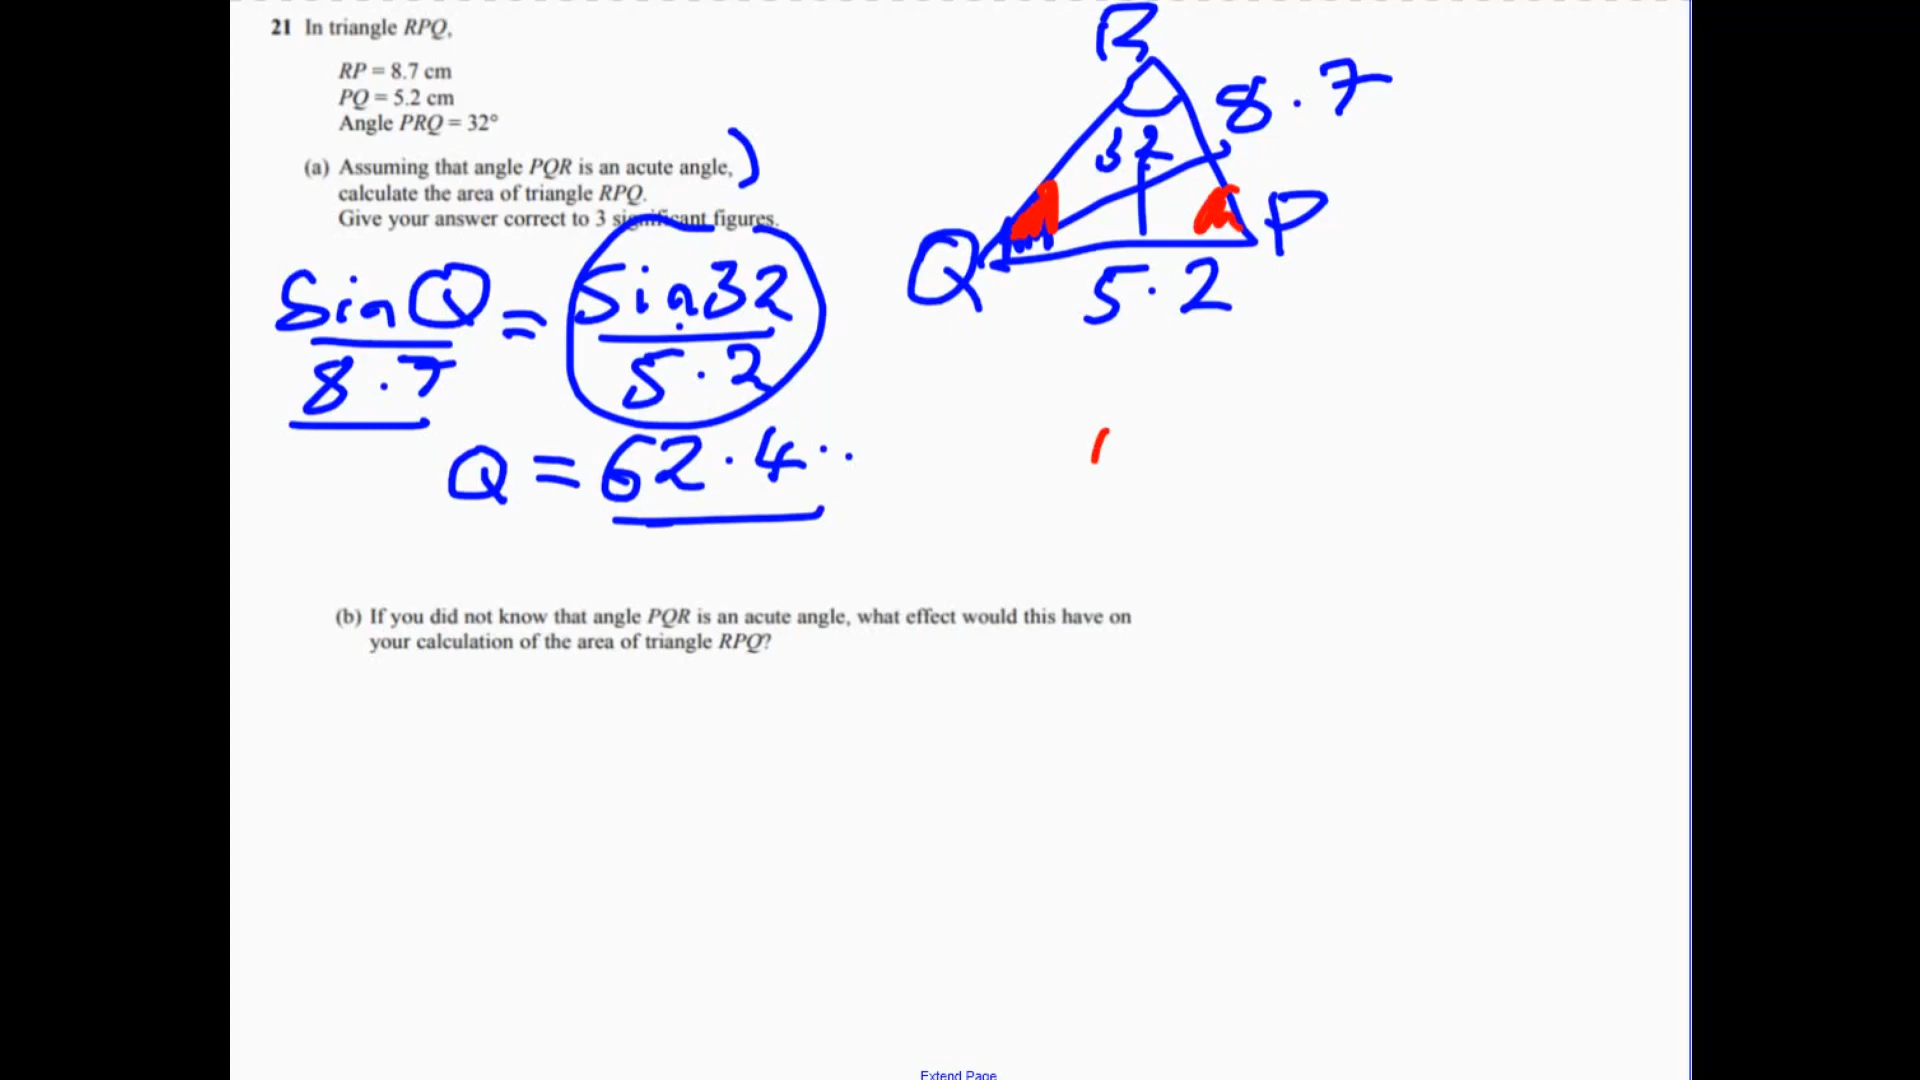 21 In triangle RPQ,
RP = 8.7 cm
PQ = 5.2 cm
Angle PRQ = 32°
(a) Assuming that angle PQR is an acute angle,
calculate the area of triangle RPQ.
Give your answer correct to 3 significant figures.
R
8.7
32
Q
P
5.2
sinQ
8.7
=
sin32
5.2
Q = 62.4..
(b) If you did not know that angle PQR is an acute angle, what effect would this have on
your calculation of the area of triangle RPQ?
Extend Page